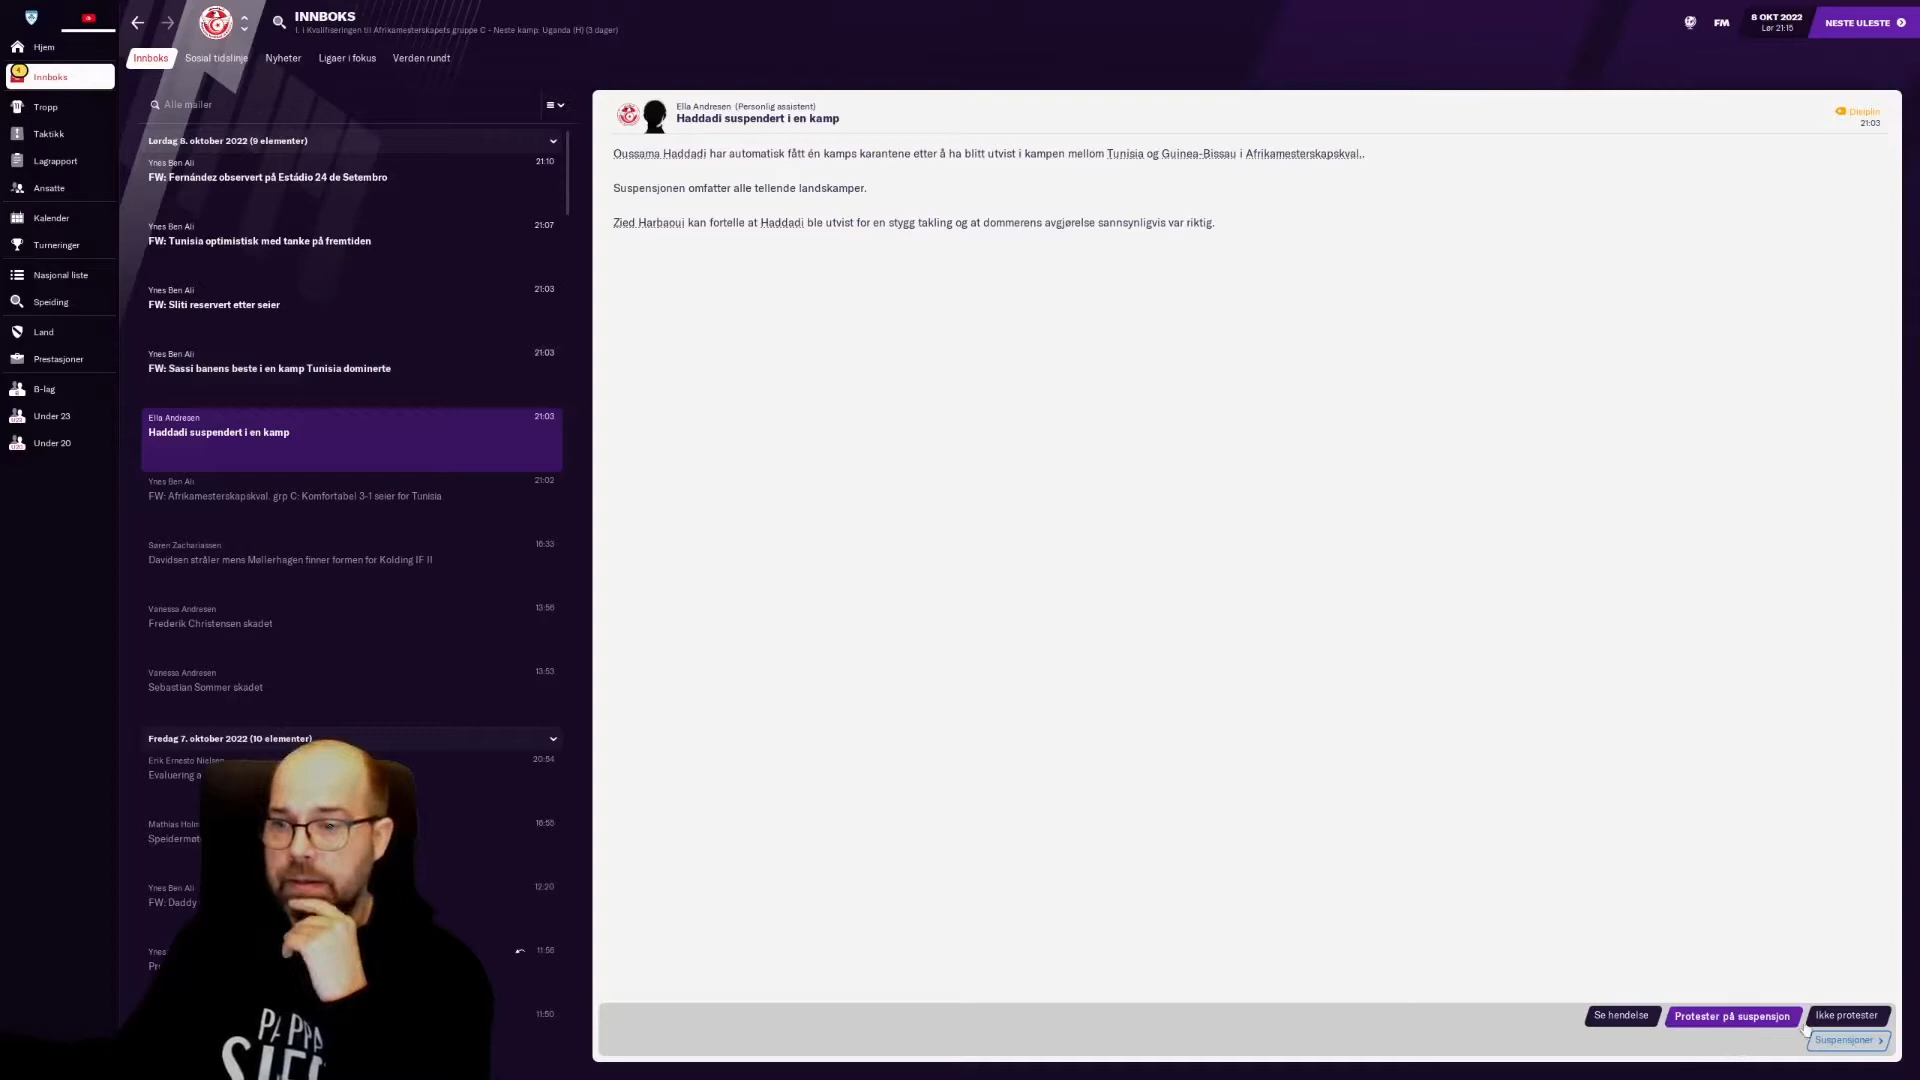 INNBOKS
1. i Kvalifiseringen til Afrikamesterskapets gruppe C - Neste kamp: Uganda (H) (3 dager)
FM
8 OKT 2022
Lør 21:15
NESTE ULESTE
Hjem
4
Innboks
Tropp
Taktikk
Lagrapport
Ansatte
Kalender
Turneringer
Nasjonal liste
Speiding
Land
Prestasjoner
B-lag
Under 23
Under 20
Innboks
Sosial tidslinje
Nyheter
Ligaer i fokus
Verden rundt
Alle mailer
Lørdag 8. oktober 2022 (9 elementer)
Ynes Ben Ali 21:10
FW: Fernández observert på Estádio 24 de Setembro
Ynes Ben Ali 21:07
FW: Tunisia optimistisk med tanke på fremtiden
Ynes Ben Ali 21:03
FW: Sliti reservert etter seier
Ynes Ben Ali 21:03
FW: Sassi banens beste i en kamp Tunisia dominerte
Ella Andresen 21:03
Haddadi suspendert i en kamp
Ynes Ben Ali 21:02
FW: Afrikamesterskapskval. grp C: Komfortabel 3-1 seier for Tunisia
Søren Zachariassen 16:33
Davidsen stråler mens Møllerhagen finner formen for Kolding IF II
Vanessa Andresen 13:56
Frederik Christensen skadet
Vanessa Andresen 13:53
Sebastian Sommer skadet
Fredag 7. oktober 2022 (10 elementer)
Erik Ernesto Nielsen 20:54
Evaluering a
Mathias Holm 16:55
Speidermøt
Ynes Ben Ali 12:20
FW: Daddy
Ynes 11:56
Pr
11:50
PAPPA
Ella Andresen (Personlig assistent)
Haddadi suspendert i en kamp
Disiplin
21:03
Oussama Haddadi har automatisk fått én kamps karantene etter å ha blitt utvist i kampen mellom Tunisia og Guinea-Bissau i Afrikamesterskapskval..
Suspensjonen omfatter alle tellende landskamper.
Zied Harbaoui kan fortelle at Haddadi ble utvist for en stygg takling og at dommerens avgjørelse sannsynligvis var riktig.
Se hendelse
Protester på suspensjon
Ikke protester
Suspensjoner